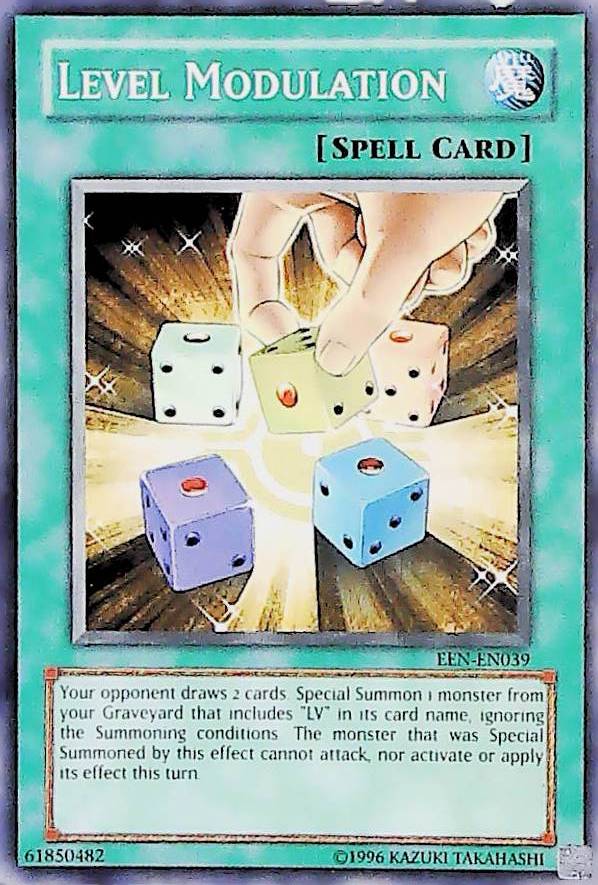 LEVEL MODULATION 魔
[SPELL CARD]
EEN-EN039
Your opponent draws 2 cards. Special Summon 1 monster from
your Graveyard that includes "LV" in its card name, ignoring
the Summoning conditions. The monster that was Special
Summoned by this effect cannot attack, nor activate or apply
its effect this turn.
61850482 ©1996 KAZUKI TAKAHASHI